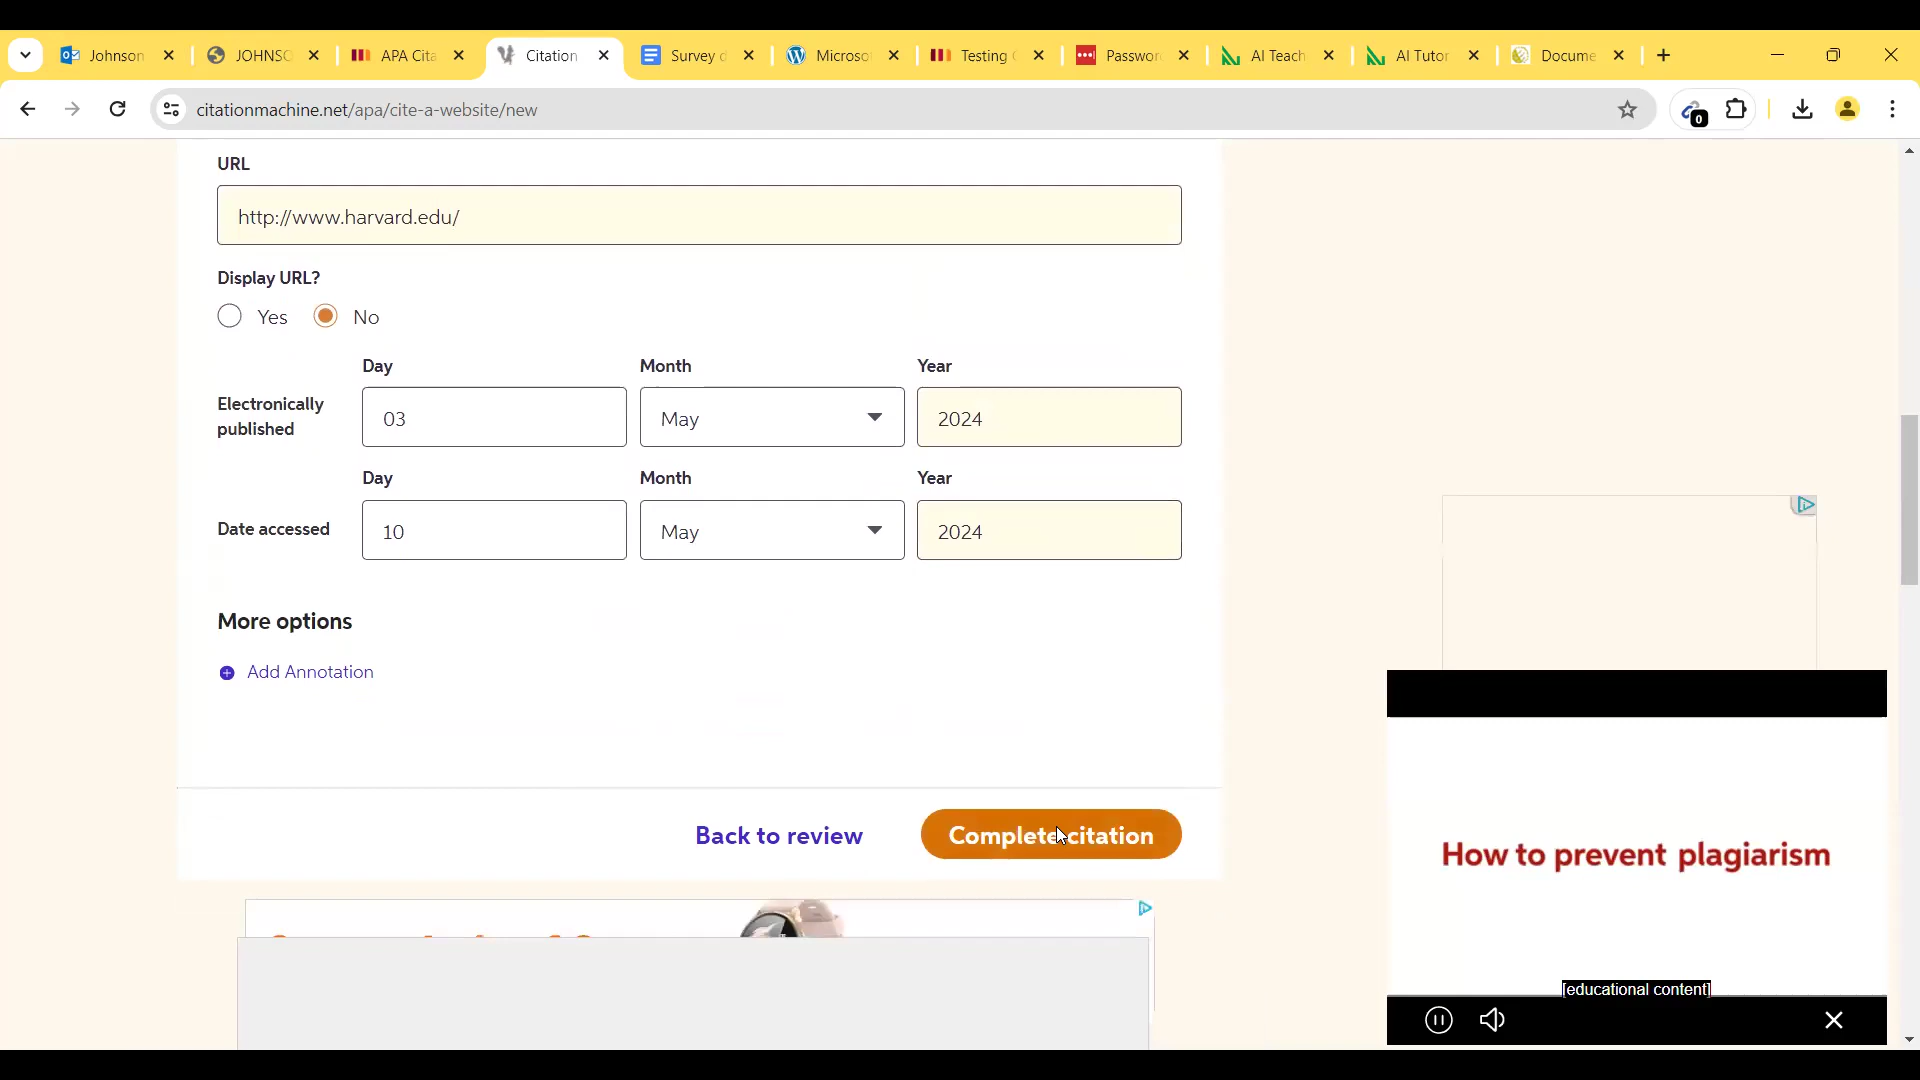 Johnson
JOHNSO
APA Cita
Citation
Survey d
Microso
Testing
Passwor
AI Teach
AI Tutor
Docume
citationmachine.net/apa/cite-a-website/new
0
URL
http://www.harvard.edu/
Display URL?
Yes
No
Day
Month
Year
Electronically
published
03
May
2024
Day
Month
Year
Date accessed
10
May
2024
More options
Add Annotation
Back to review
Complete citation
How to prevent plagiarism
[educational content]